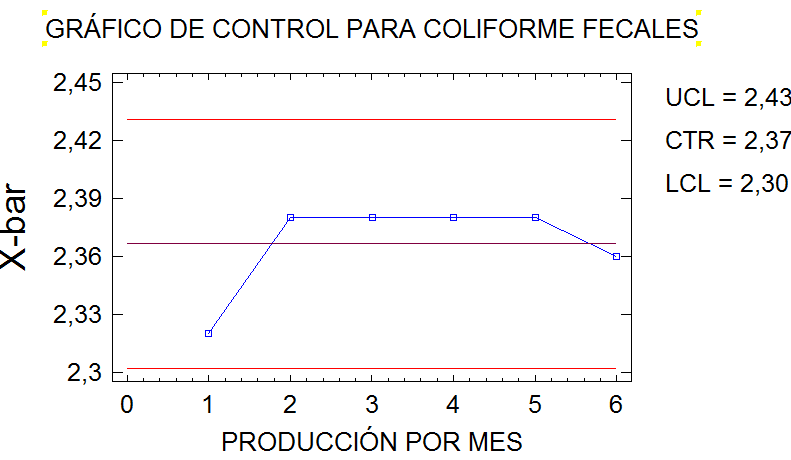 GRÁFICO DE CONTROL PARA COLIFORME FECALES
2,45
2,42
2,39
2,36
2,33
2,3
X-bar
0 1 2 3 4 5 6
PRODUCCIÓN POR MES
UCL = 2,43
CTR = 2,37
LCL = 2,30